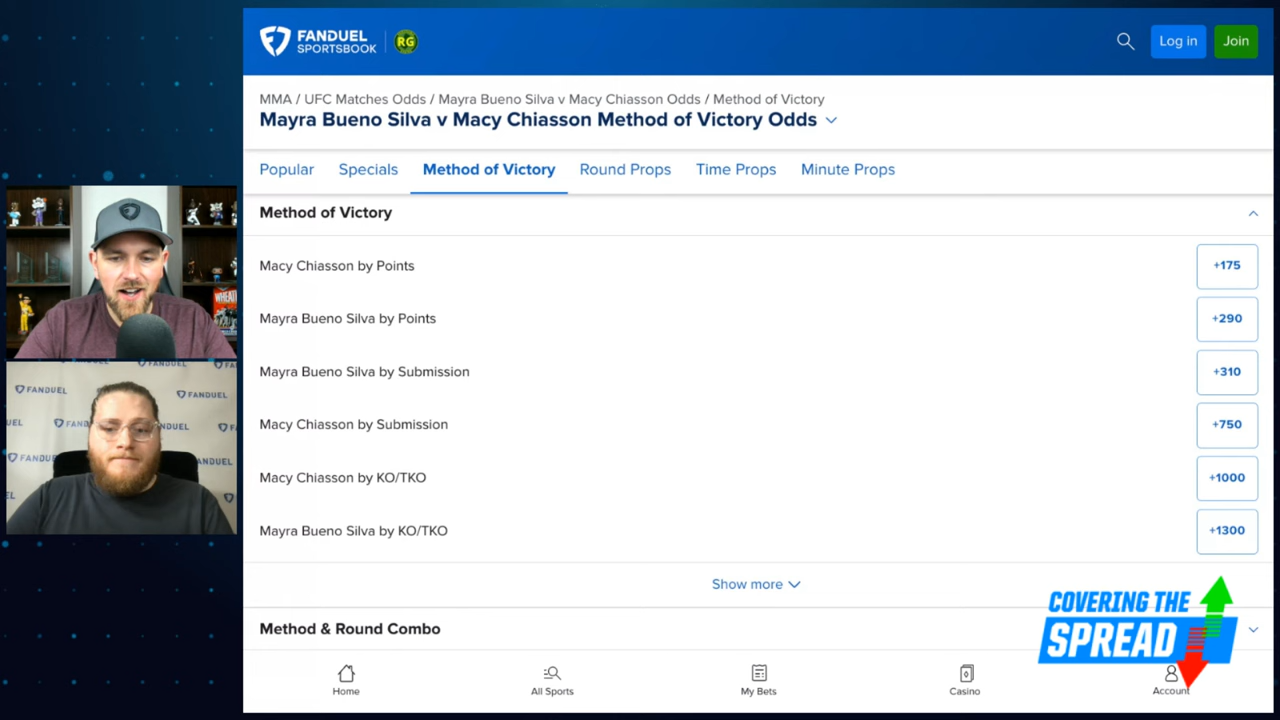 FANDUEL
SPORTSBOOK
RG
Log in
Join
MMA / UFC Matches Odds / Mayra Bueno Silva v Macy Chiasson Odds / Method of Victory
Mayra Bueno Silva v Macy Chiasson Method of Victory Odds
Popular
Specials
Method of Victory
Round Props
Time Props
Minute Props
Method of Victory
Macy Chiasson by Points
+175
Mayra Bueno Silva by Points
+290
Mayra Bueno Silva by Submission
+310
Macy Chiasson by Submission
+750
Macy Chiasson by KO/TKO
+1000
Mayra Bueno Silva by KO/TKO
+1300
Show more
Method & Round Combo
COVERING THE
SPREAD
Home
All Sports
My Bets
Casino
Account
WHEATIES
FANDUEL
FANDUEL